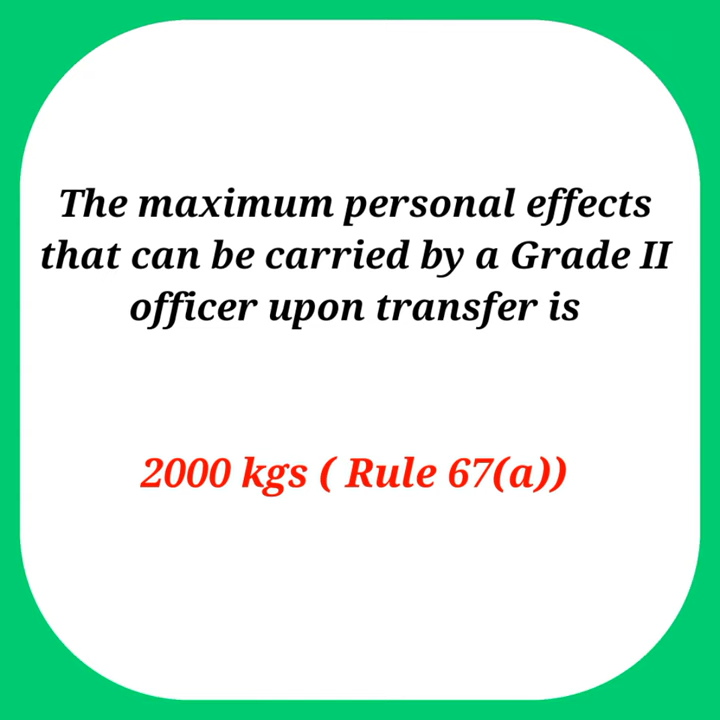 The maximum personal effects
that can be carried by a Grade II
officer upon transfer is
2000 kgs ( Rule 67(a))